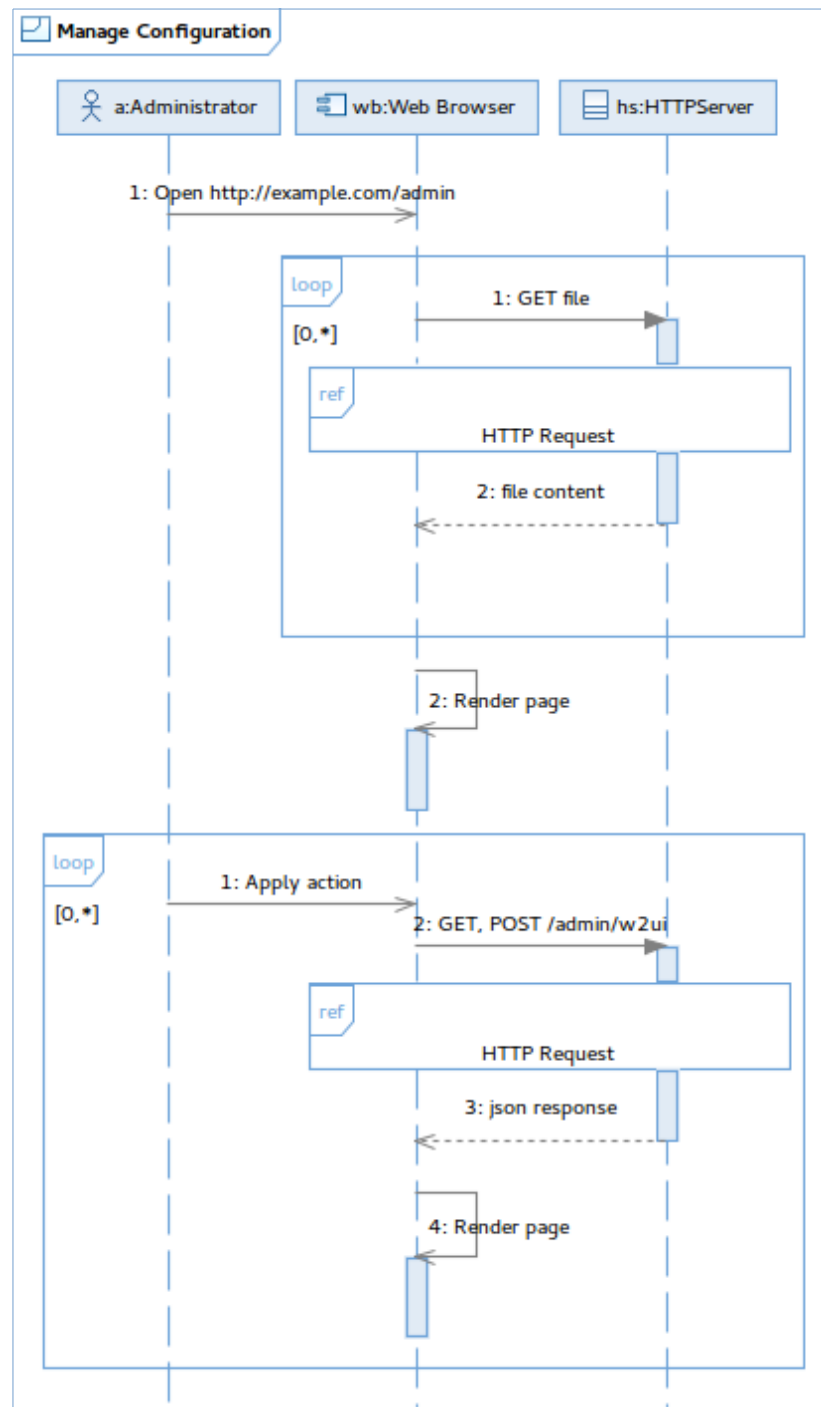 Manage Configuration
a:Administrator
wb:Web Browser
hs:HTTPServer
1: Open http://example.com/admin
loop
1: GET file
[0,*]
ref
HTTP Request
2: file content
2: Render page
loop
1: Apply action
[0,*]
2: GET, POST /admin/w2ui
ref
HTTP Request
3: json response
4: Render page